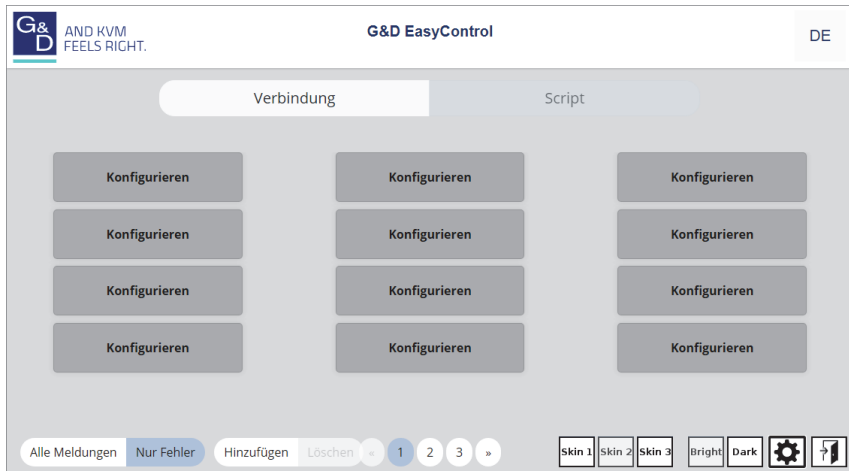 G&D
AND KVM
FEELS RIGHT.
G&D EasyControl
DE
Verbindung Script
Konfigurieren Konfigurieren Konfigurieren
Konfigurieren Konfigurieren Konfigurieren
Konfigurieren Konfigurieren Konfigurieren
Konfigurieren Konfigurieren Konfigurieren
Alle Meldungen Nur Fehler Hinzufügen Löschen « 1 2 3 » Skin 1 Skin 2 Skin 3 Bright Dark